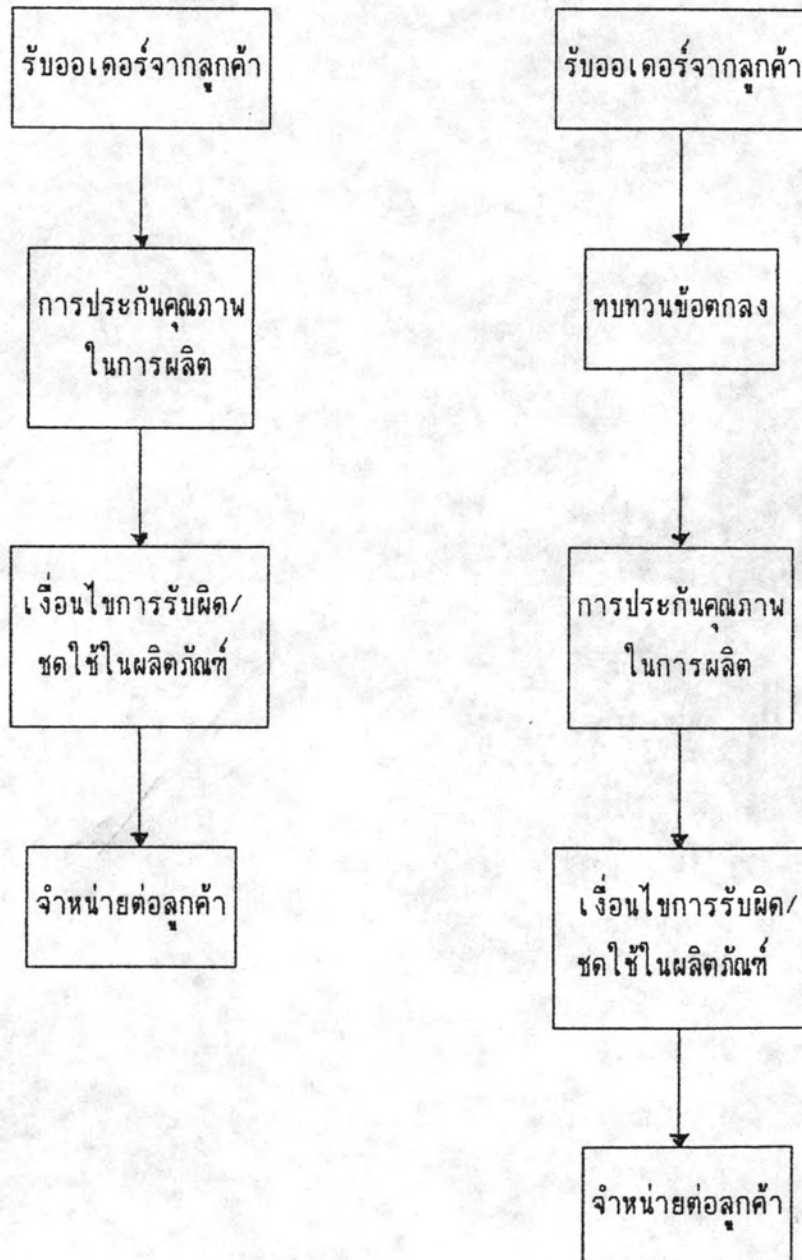 รับออเดอร์จากลูกค้า
การประกันคุณภาพ
ในการผลิต
เงื่อนไขการรับผิด/
ชดใช้ในผลิตภัณฑ์
จำหน่ายต่อลูกค้า
รับออเดอร์จากลูกค้า
ทบทวนข้อตกลง
การประกันคุณภาพ
ในการผลิต
เงื่อนไขการรับผิด/
ชดใช้ในผลิตภัณฑ์
จำหน่ายต่อลูกค้า